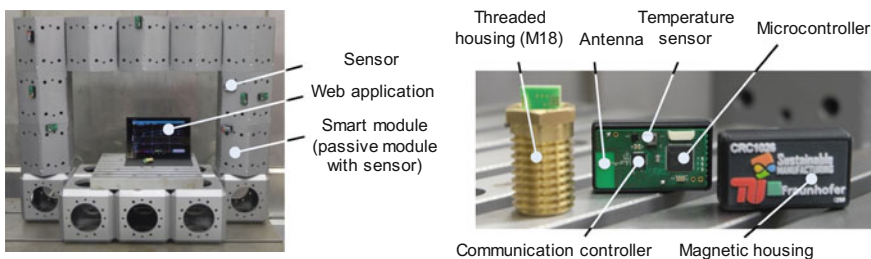 Sensor
Web application
Smart module
(passive module
with sensor)
Threaded
housing (M18)
Antenna
Temperature
sensor
Microcontroller
CRC1026
Sustainable
MANUFACTURING
TU
Fraunhofer
Communication controller
Magnetic housing